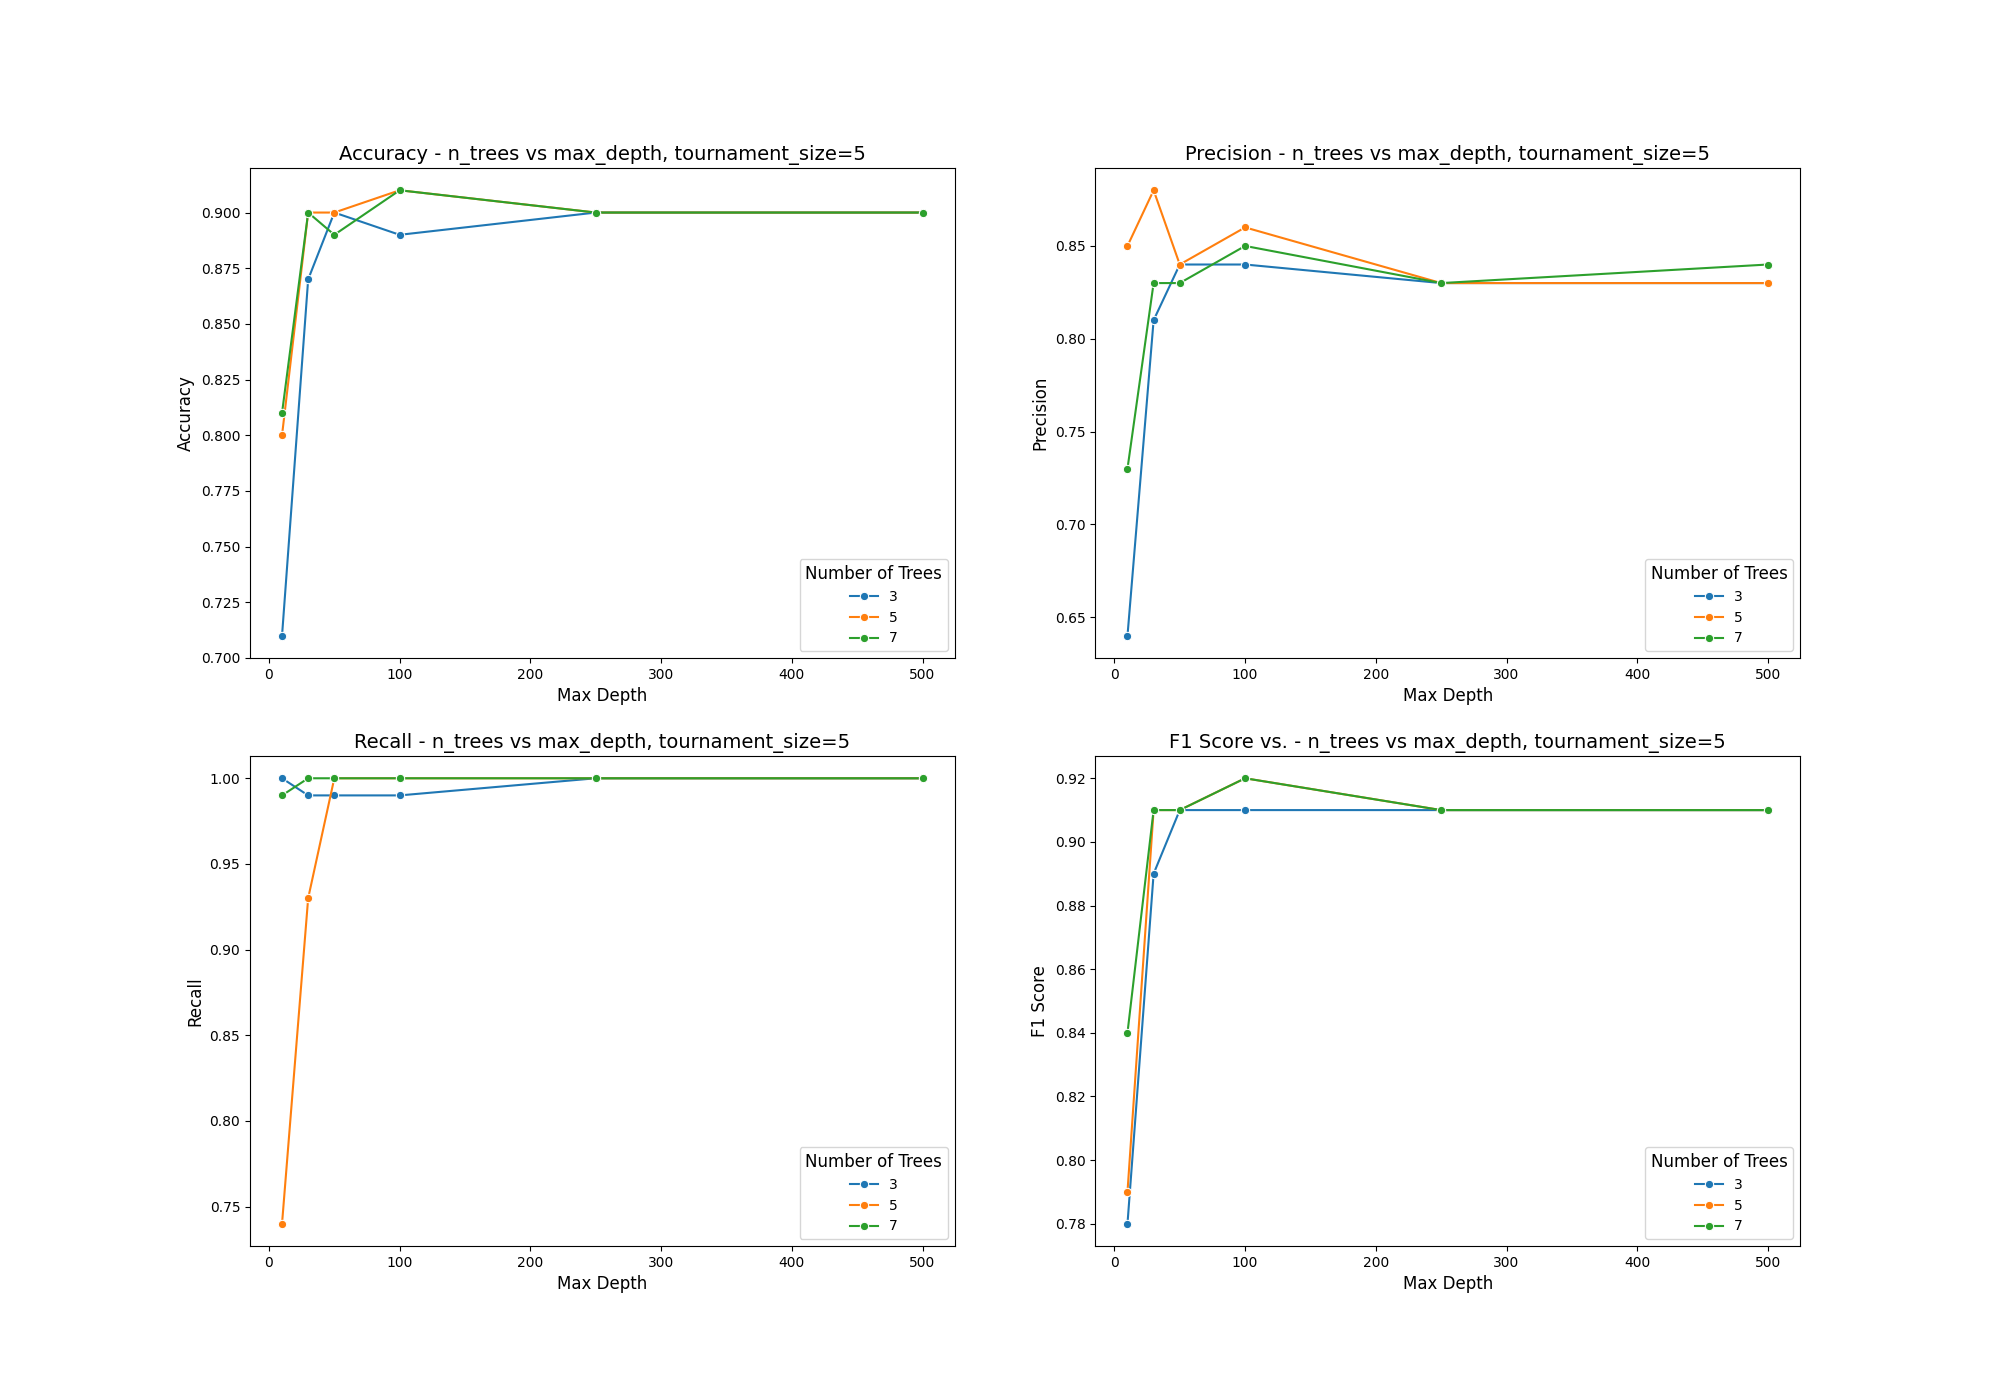 Accuracy - n_trees vs max_depth, tournament_size=5
Accuracy
0.900
0.875
0.850
0.825
0.800
0.775
0.750
0.725
0.700
0 100 200 300 400 500
Max Depth
Number of Trees
3
5
7
Precision - n_trees vs max_depth, tournament_size=5
Precision
0.85
0.80
0.75
0.70
0.65
0 100 200 300 400 500
Max Depth
Number of Trees
3
5
7
Recall - n_trees vs max_depth, tournament_size=5
Recall
1.00
0.95
0.90
0.85
0.80
0.75
0 100 200 300 400 500
Max Depth
Number of Trees
3
5
7
F1 Score vs. - n_trees vs max_depth, tournament_size=5
F1 Score
0.92
0.90
0.88
0.86
0.84
0.82
0.80
0.78
0 100 200 300 400 500
Max Depth
Number of Trees
3
5
7